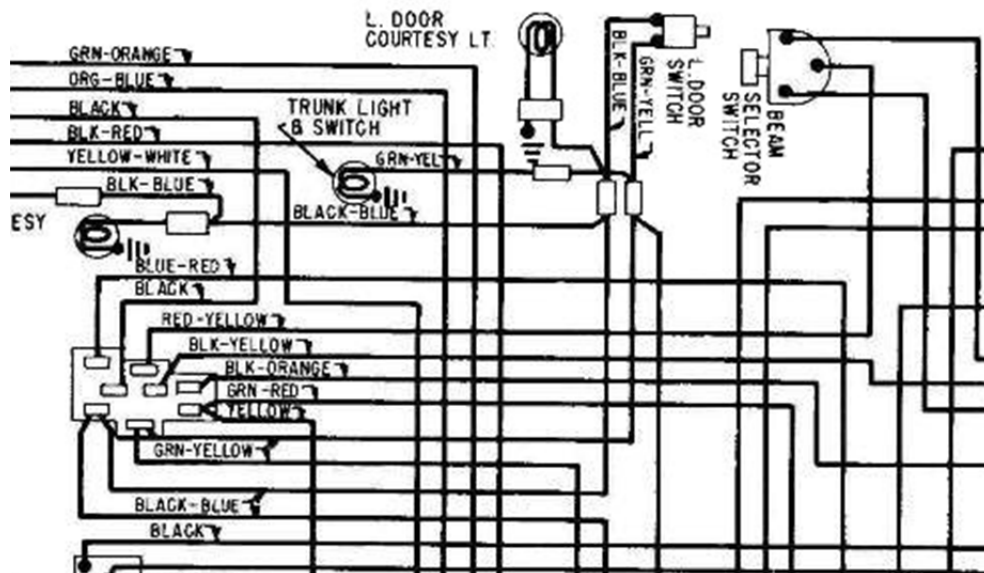 L. DOOR
COURTESY LT.
GRN-ORANGE
ORG-BLUE
BLACK
TRUNK LIGHT
& SWITCH
BLK-RED
YELLOW-WHITE
GRN-YEL
BLK-BLUE
BLACK-BLUE
ESY
BLK-BLUE
GRN-YELL
L. DOOR
SWITCH
BEAM
SELECTOR
SWITCH
BLUE-RED
BLACK
RED-YELLOW
BLK-YELLOW
BLK-ORANGE
GRN-RED
YELLOW
GRN-YELLOW
BLACK-BLUE
BLACK